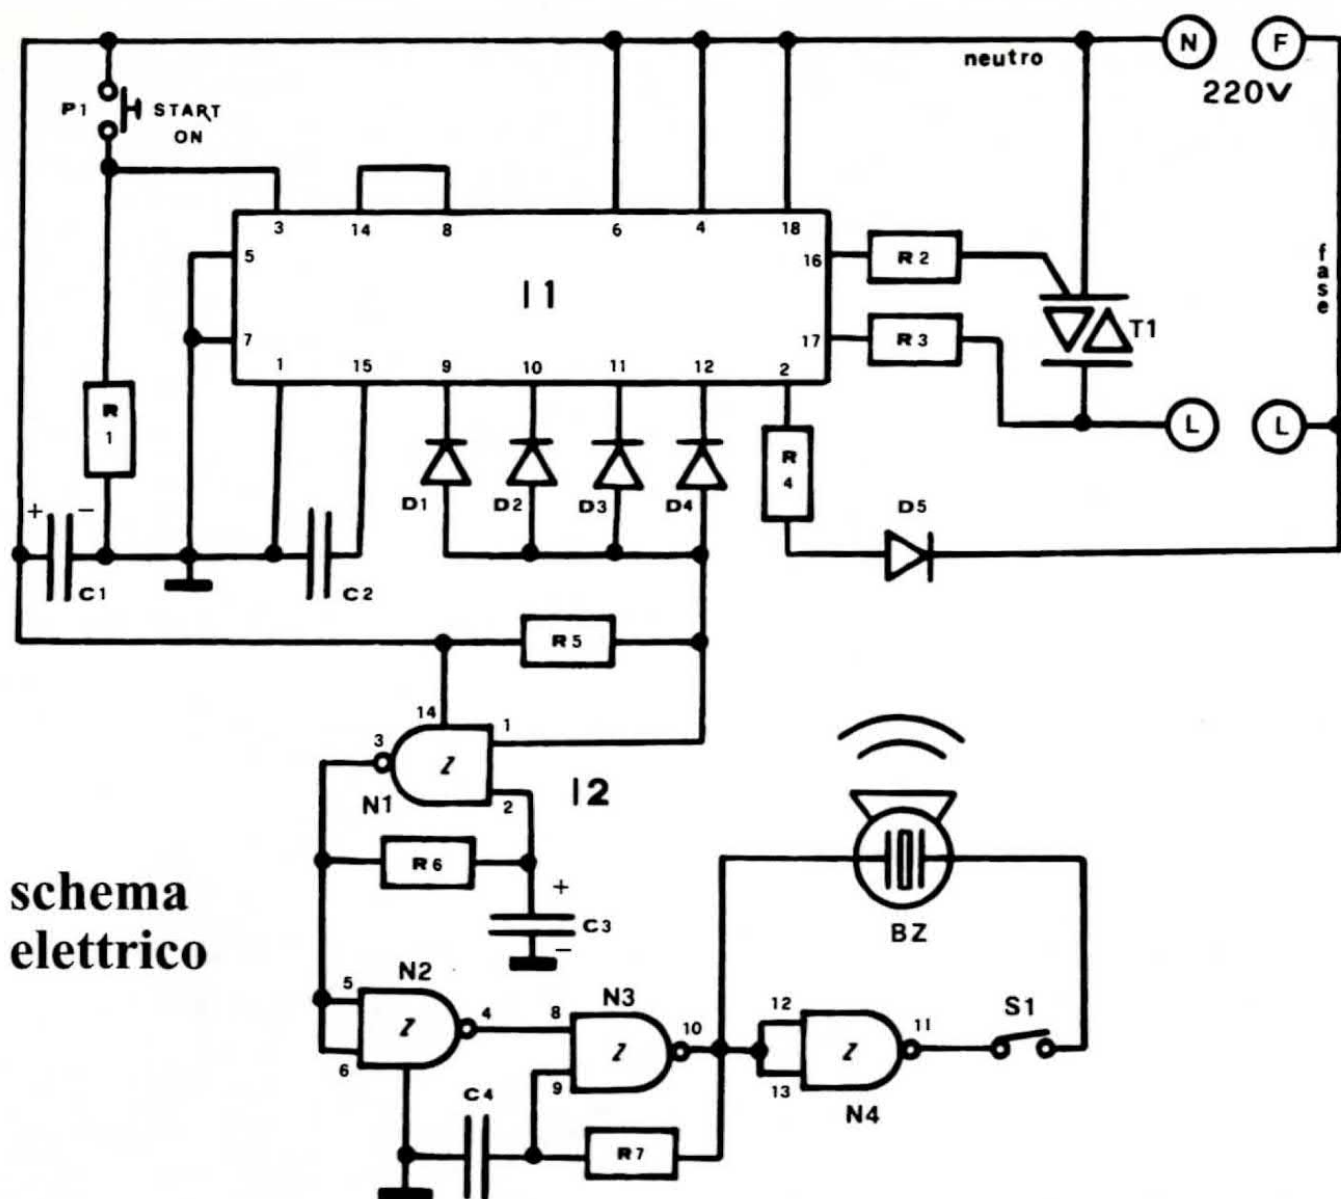 N
F
neutro
220V
P1
START
ON
3
14
8
6
4
18
5
16
R2
I1
fase
T1
7
17
R3
1
15
9
10
11
12
2
R
1
L
L
R
4
D1
D2
D3
D4
D5
+
−
C1
C2
R5
14
1
3
Z
N1
2
I2
R6
+
C3
−
BZ
schema
elettrico
N2
5
4
Z
6
N3
8
10
Z
9
12
11
Z
13
N4
S1
C4
R7